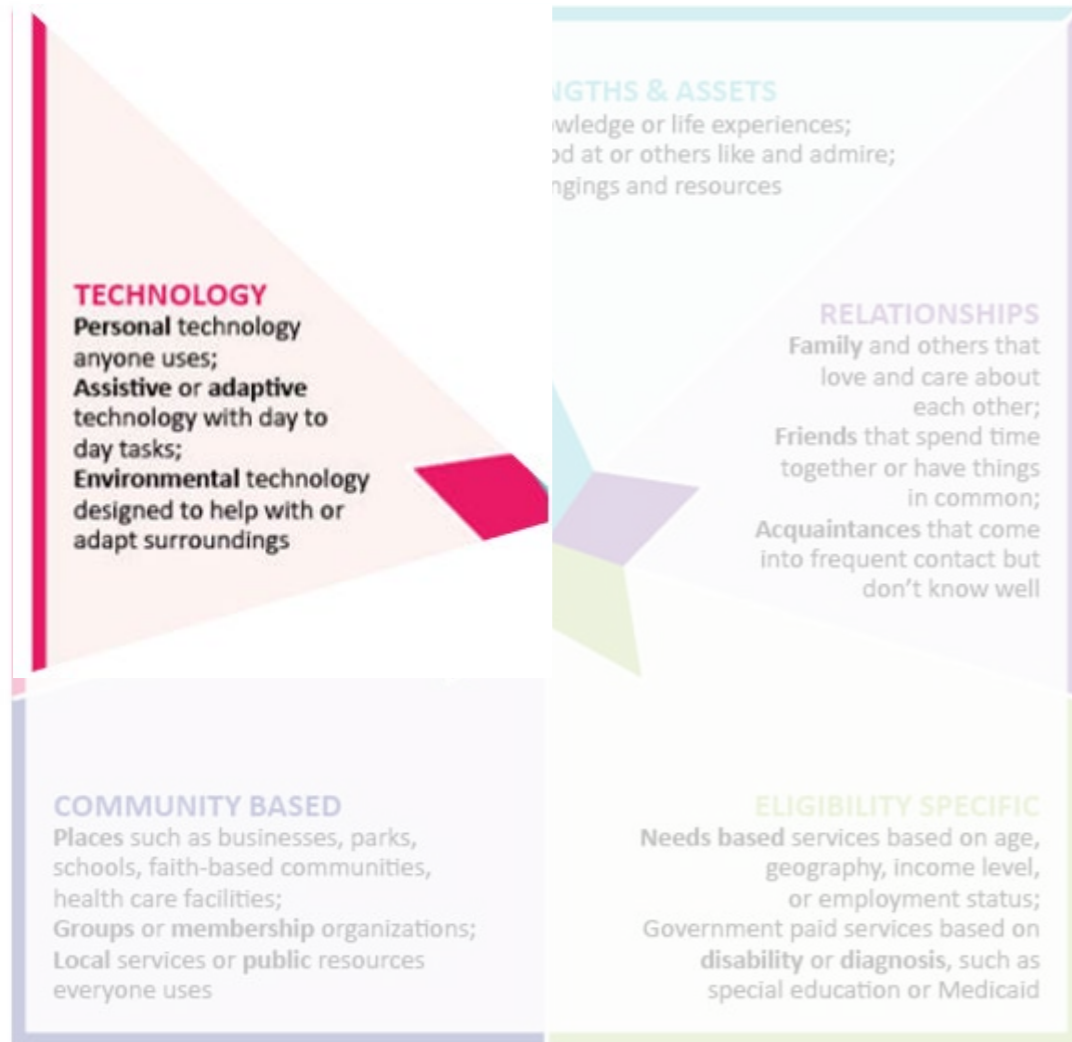 NGTHS & ASSETS
wledge or life experiences;
od at or others like and admire;
ngings and resources
TECHNOLOGY
Personal technology
anyone uses;
Assistive or adaptive
technology with day to
day tasks;
Environmental technology
designed to help with or
adapt surroundings
RELATIONSHIPS
Family and others that
love and care about
each other;
Friends that spend time
together or have things
in common;
Acquaintances that come
into frequent contact but
don't know well
COMMUNITY BASED
Places such as businesses, parks,
schools, faith-based communities,
health care facilities;
Groups or membership organizations;
Local services or public resources
everyone uses
ELIGIBILITY SPECIFIC
Needs based services based on age,
geography, income level,
or employment status;
Government paid services based on
disability or diagnosis, such as
special education or Medicaid